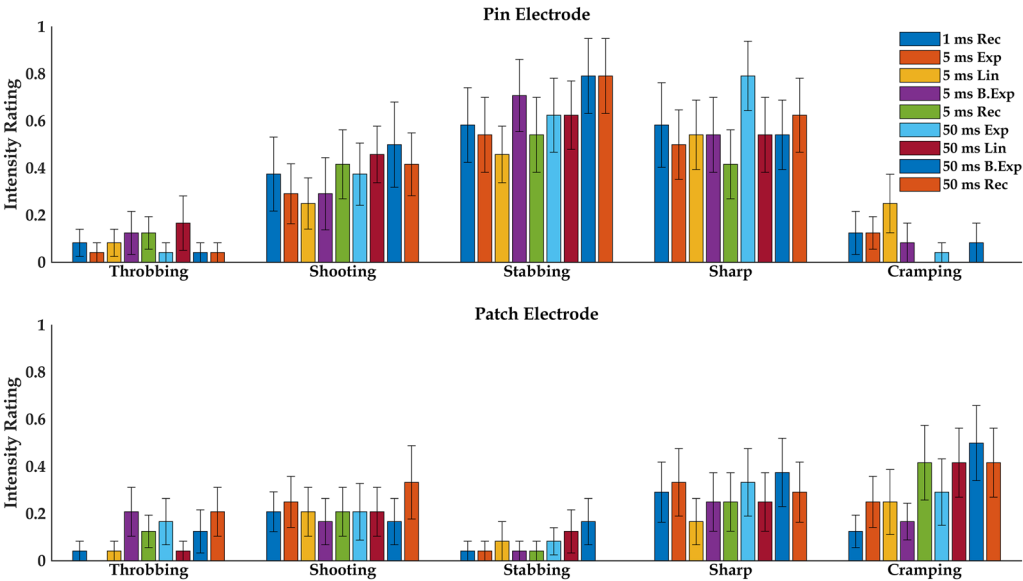 Pin Electrode
Intensity Rating
1
0.8
0.6
0.4
0.2
0
1 ms Rec
5 ms Exp
5 ms Lin
5 ms B.Exp
5 ms Rec
50 ms Exp
50 ms Lin
50 ms B.Exp
50 ms Rec
Throbbing Shooting Stabbing Sharp Cramping
Patch Electrode
Intensity Rating
1
0.8
0.6
0.4
0.2
0
Throbbing Shooting Stabbing Sharp Cramping